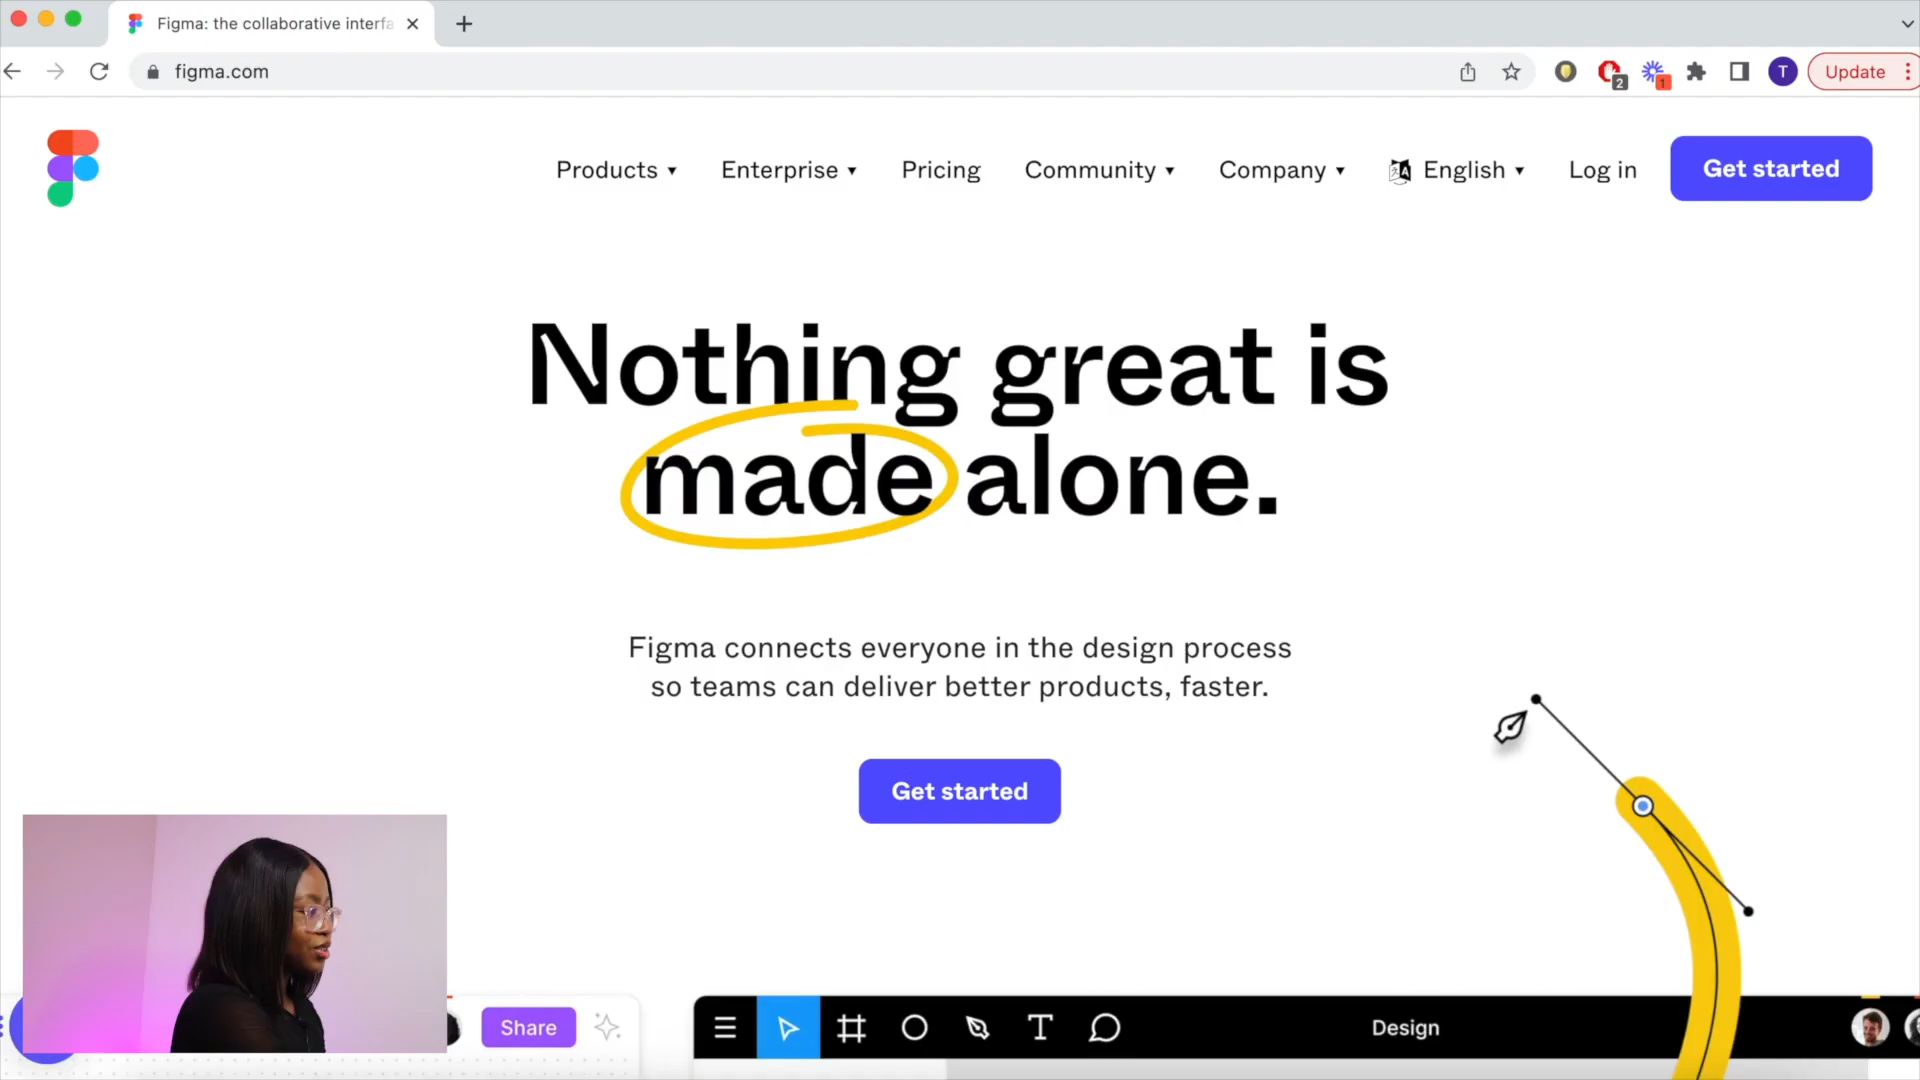 Figma: the collaborative interfa
figma.com
2
1
T
Update
Products
Enterprise
Pricing
Community
Company
English
Log in
Get started
Nothing great is
made alone.
Figma connects everyone in the design process
so teams can deliver better products, faster.
Get started
Share
T
Design